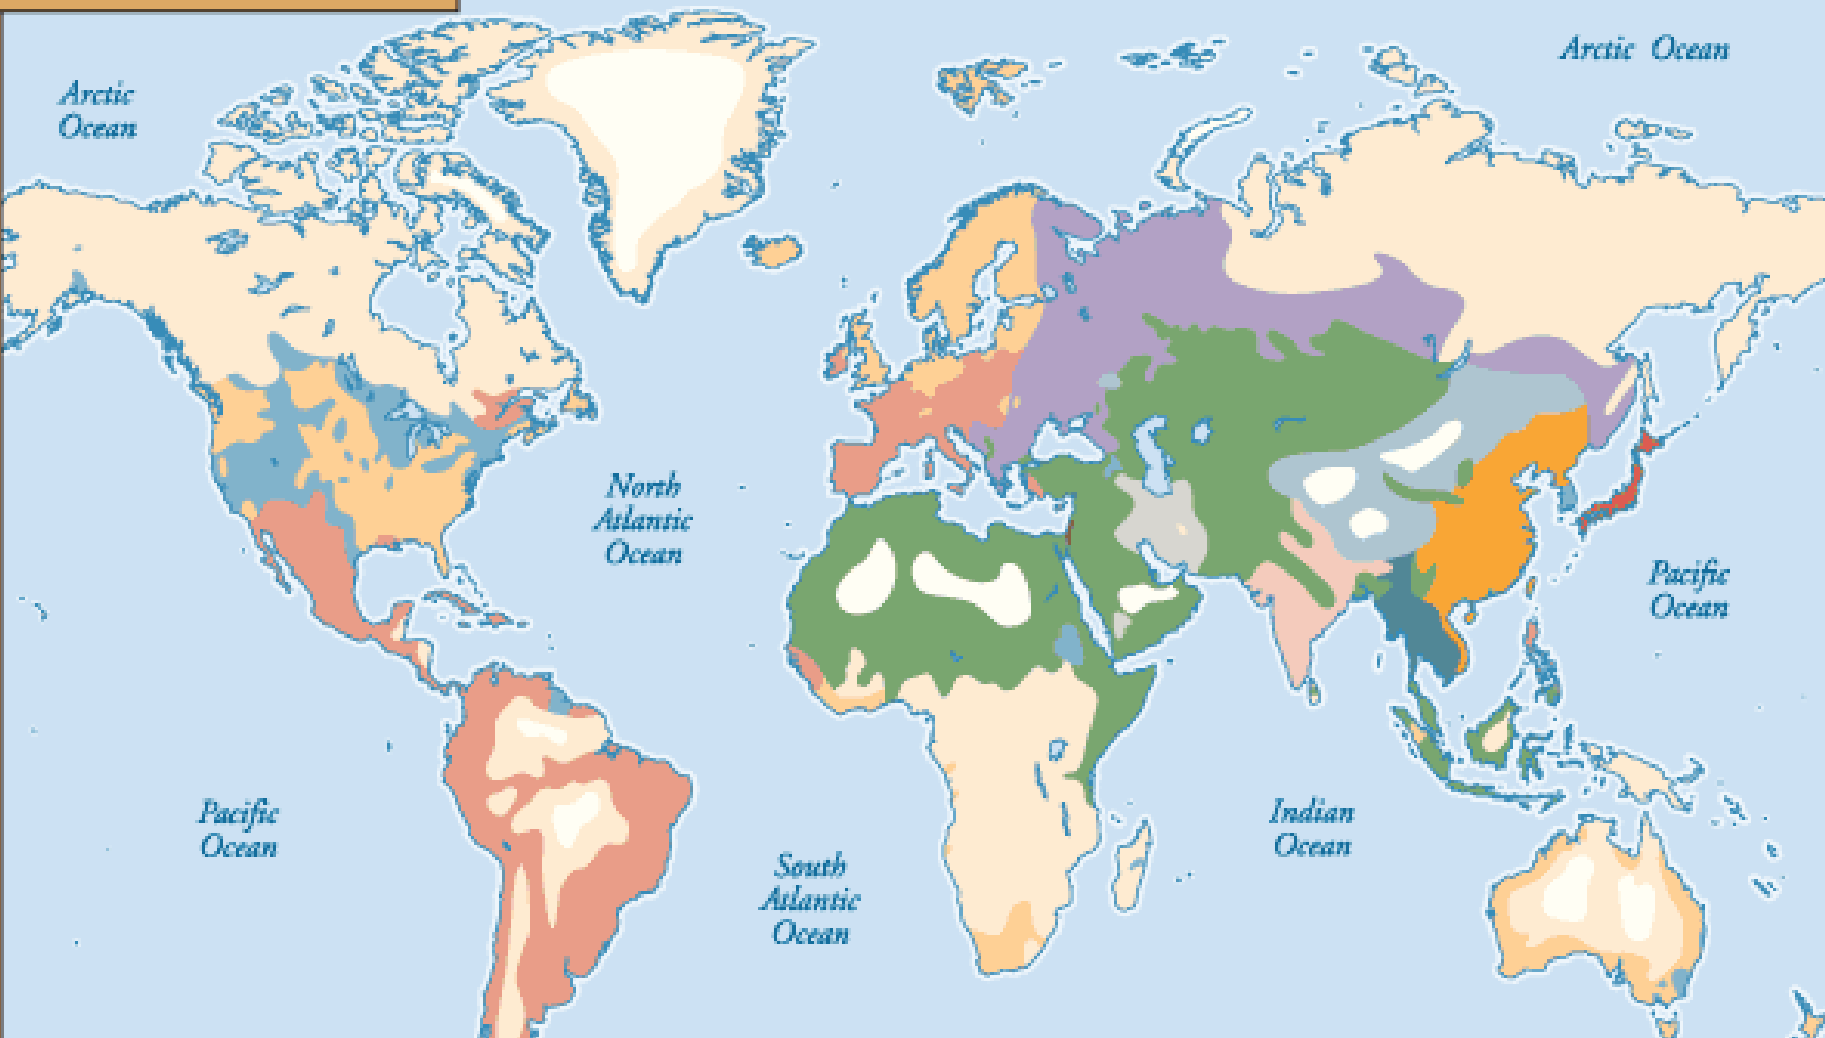 Arctic Ocean
Arctic
Ocean
North
Atlantic
Ocean
Pacific
Ocean
Pacific
Ocean
Indian
Ocean
South
Atlantic
Ocean